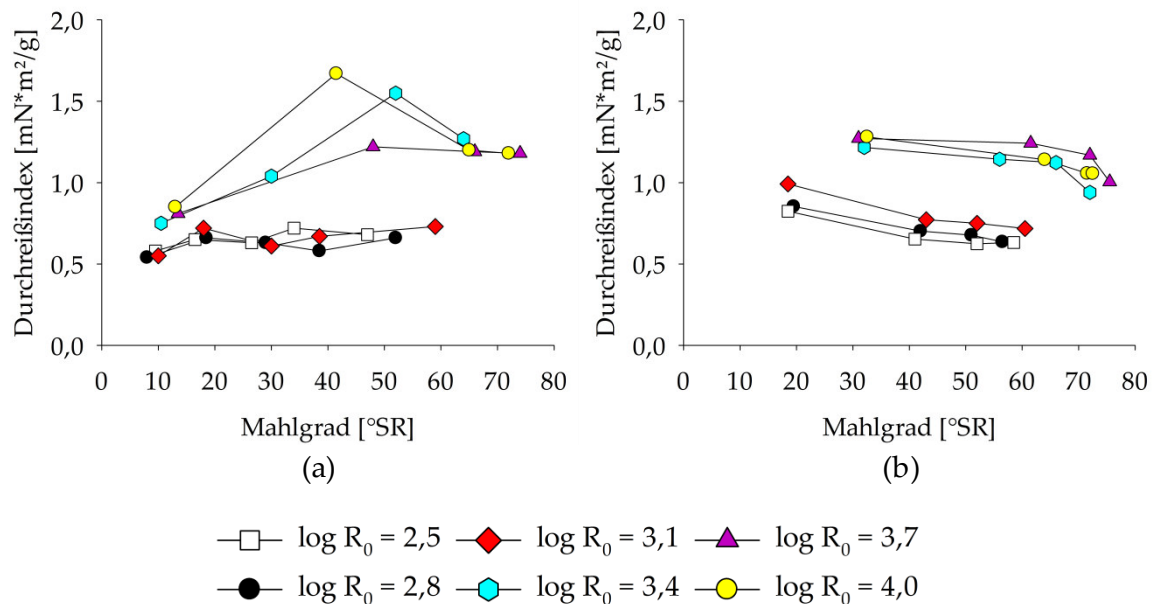 2,0 2,0
1,5 1,5
1,0 1,0
0,5 0,5
0,0 0,0
Durchreißindex [mN*m²/g] Durchreißindex [mN*m²/g]
0 10 20 30 40 50 60 70 80 0 10 20 30 40 50 60 70 80
Mahlgrad [°SR] Mahlgrad [°SR]
(a) (b)
log R₀ = 2,5 log R₀ = 3,1 log R₀ = 3,7
log R₀ = 2,8 log R₀ = 3,4 log R₀ = 4,0